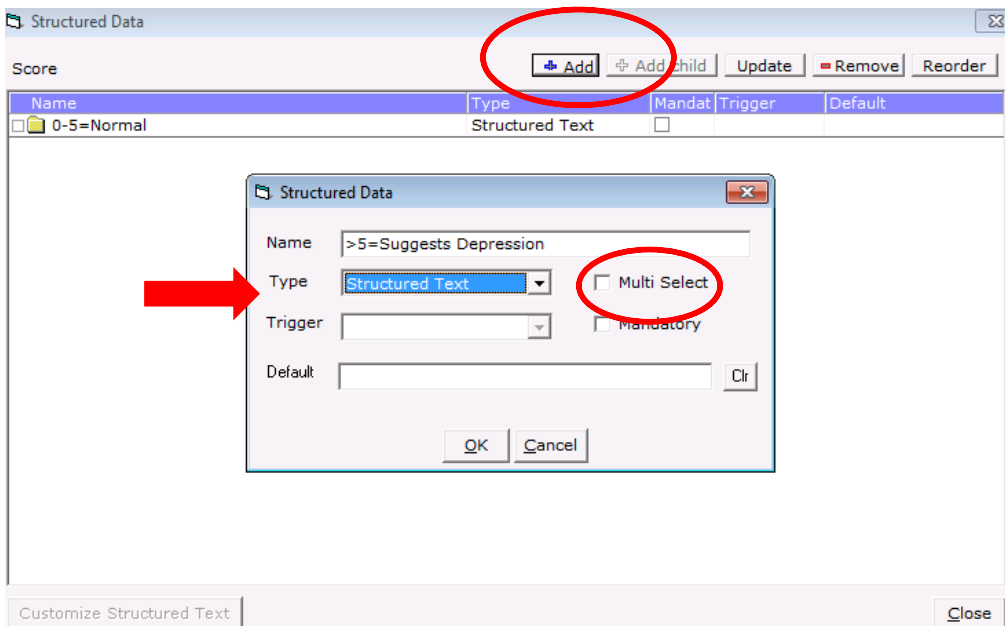 Structured Data
Score
Add Add child Update Remove Reorder
Name Type Mandat Trigger Default
0-5=Normal Structured Text
Structured Data
Name >5=Suggests Depression
Type Structured Text Multi Select
Trigger Mandatory
Default Clr
OK Cancel
Customize Structured Text Close